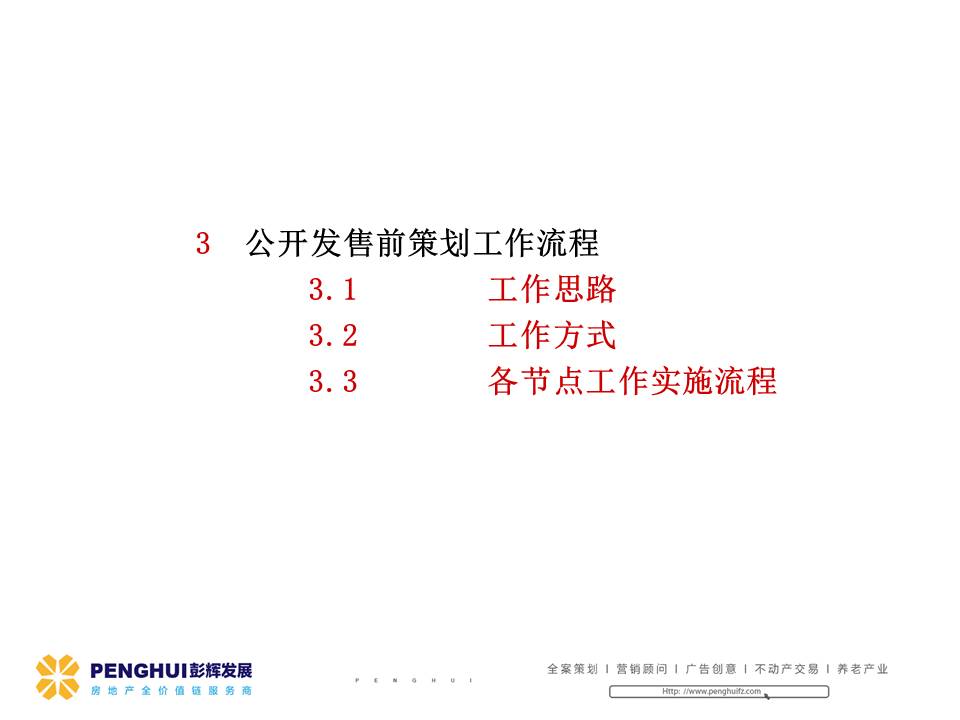 3 公开发售前策划工作流程
3.1 工作思路
3.2 工作方式
3.3 各节点工作实施流程
PENGHUI彭辉发展
房地产全价值链服务商
PENGHUI
全案策划 I 营销顾问 I 广告创意 I 不动产交易 I 养老产业
Http: //www.penghuifz.com